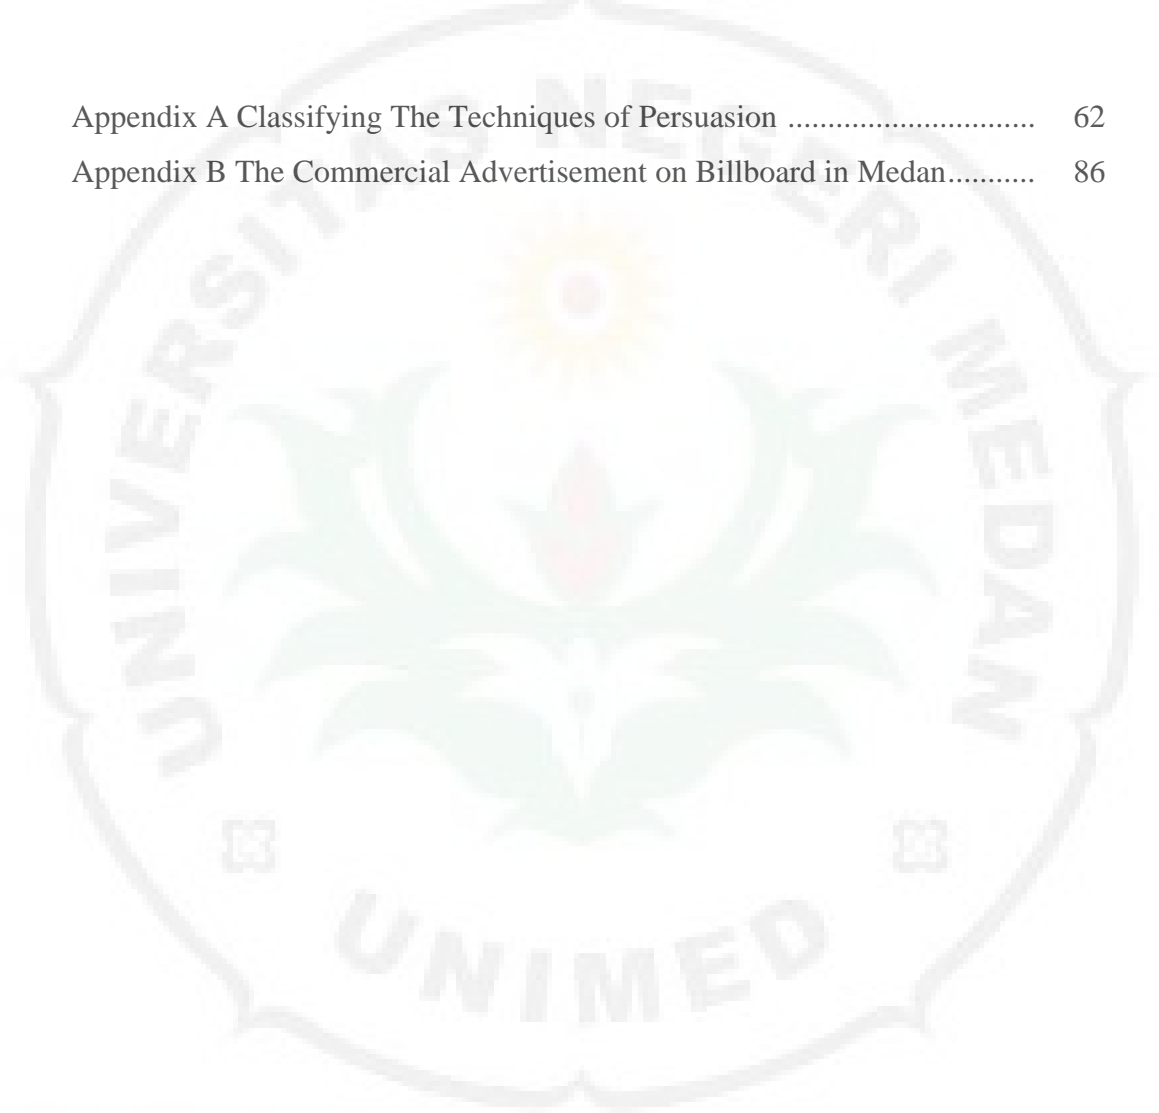 Appendix A Classifying The Techniques of Persuasion ............................... 62
Appendix B The Commercial Advertisement on Billboard in Medan........... 86
UNIVERSITAS NEGERI MEDAN
UNIMED